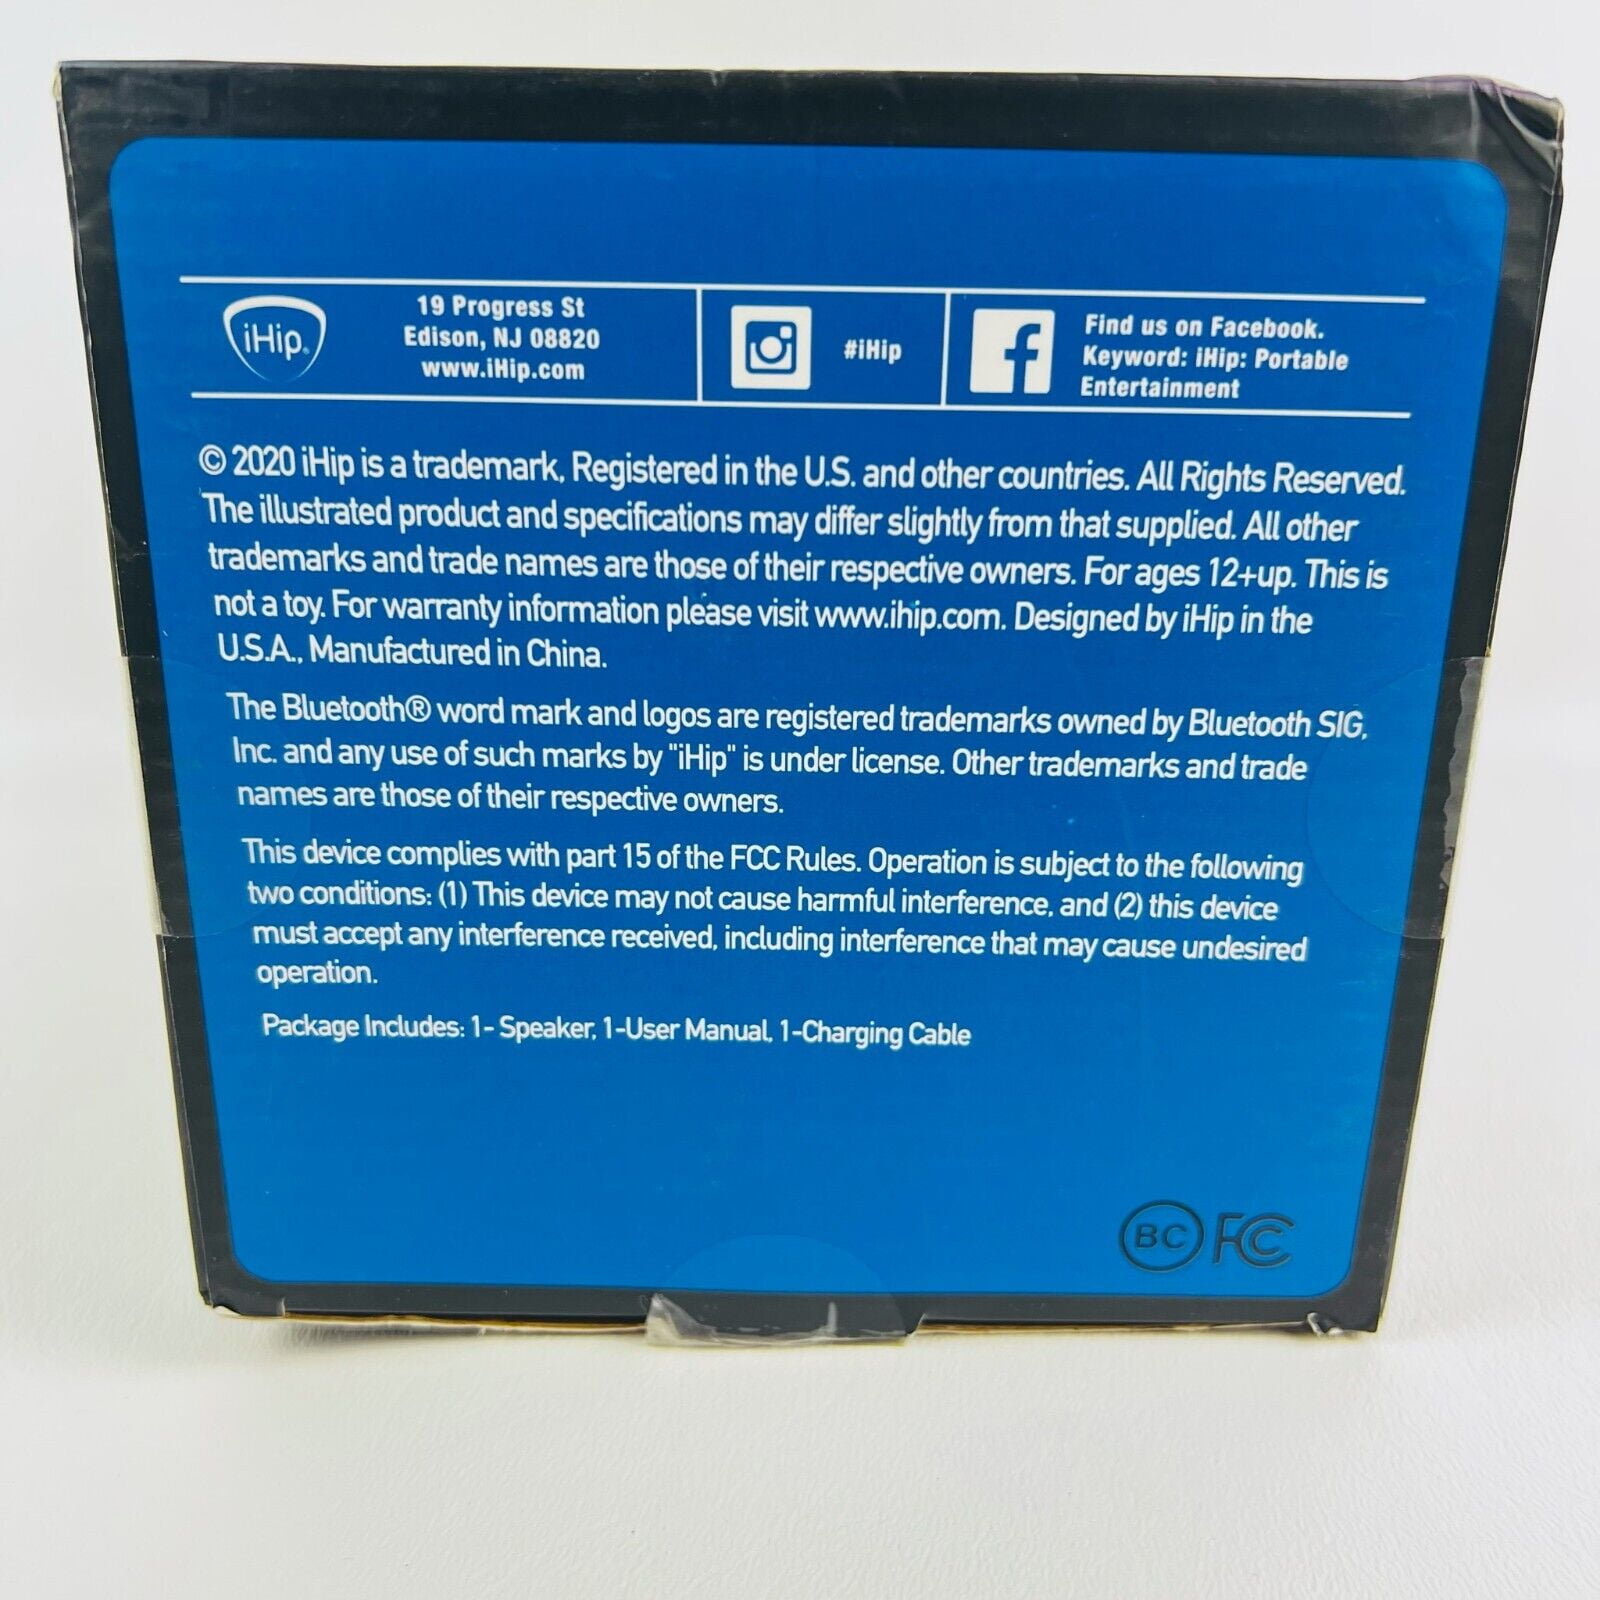 iHip®
19 Progress St
Edison, NJ 08820
www.iHip.com
#iHip
Find us on Facebook.
Keyword: iHip: Portable
Entertainment
© 2020 iHip is a trademark, Registered in the U.S. and other countries. All Rights Reserved.
The illustrated product and specifications may differ slightly from that supplied. All other
trademarks and trade names are those of their respective owners. For ages 12+up. This is
not a toy. For warranty information please visit www.ihip.com. Designed by iHip in the
U.S.A., Manufactured in China.
The Bluetooth® word mark and logos are registered trademarks owned by Bluetooth SIG,
Inc. and any use of such marks by "iHip" is under license. Other trademarks and trade
names are those of their respective owners.
This device complies with part 15 of the FCC Rules. Operation is subject to the following
two conditions: (1) This device may not cause harmful interference, and (2) this device
must accept any interference received, including interference that may cause undesired
operation.
Package Includes: 1- Speaker, 1-User Manual, 1-Charging Cable
BC FCC